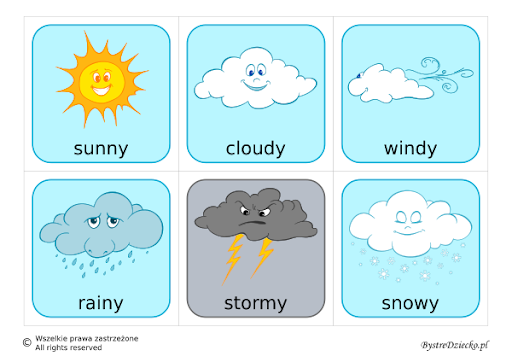 sunny
cloudy
windy
rainy
stormy
snowy
© Wszelkie prawa zastrzeżone
All rights reserved
BystreDziecko.pl